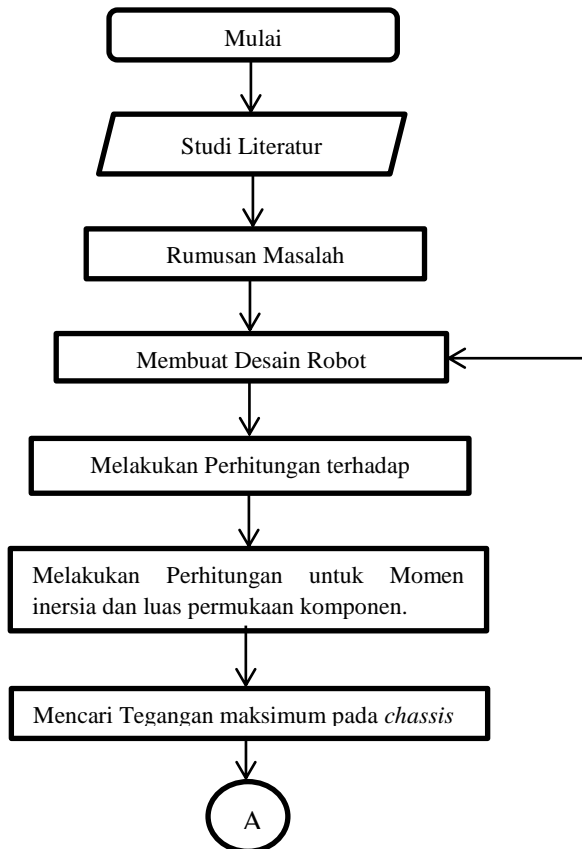 Mulai
Studi Literatur
Rumusan Masalah
Membuat Desain Robot
Melakukan Perhitungan terhadap
Melakukan Perhitungan untuk Momen
inersia dan luas permukaan komponen.
Mencari Tegangan maksimum pada chassis
A